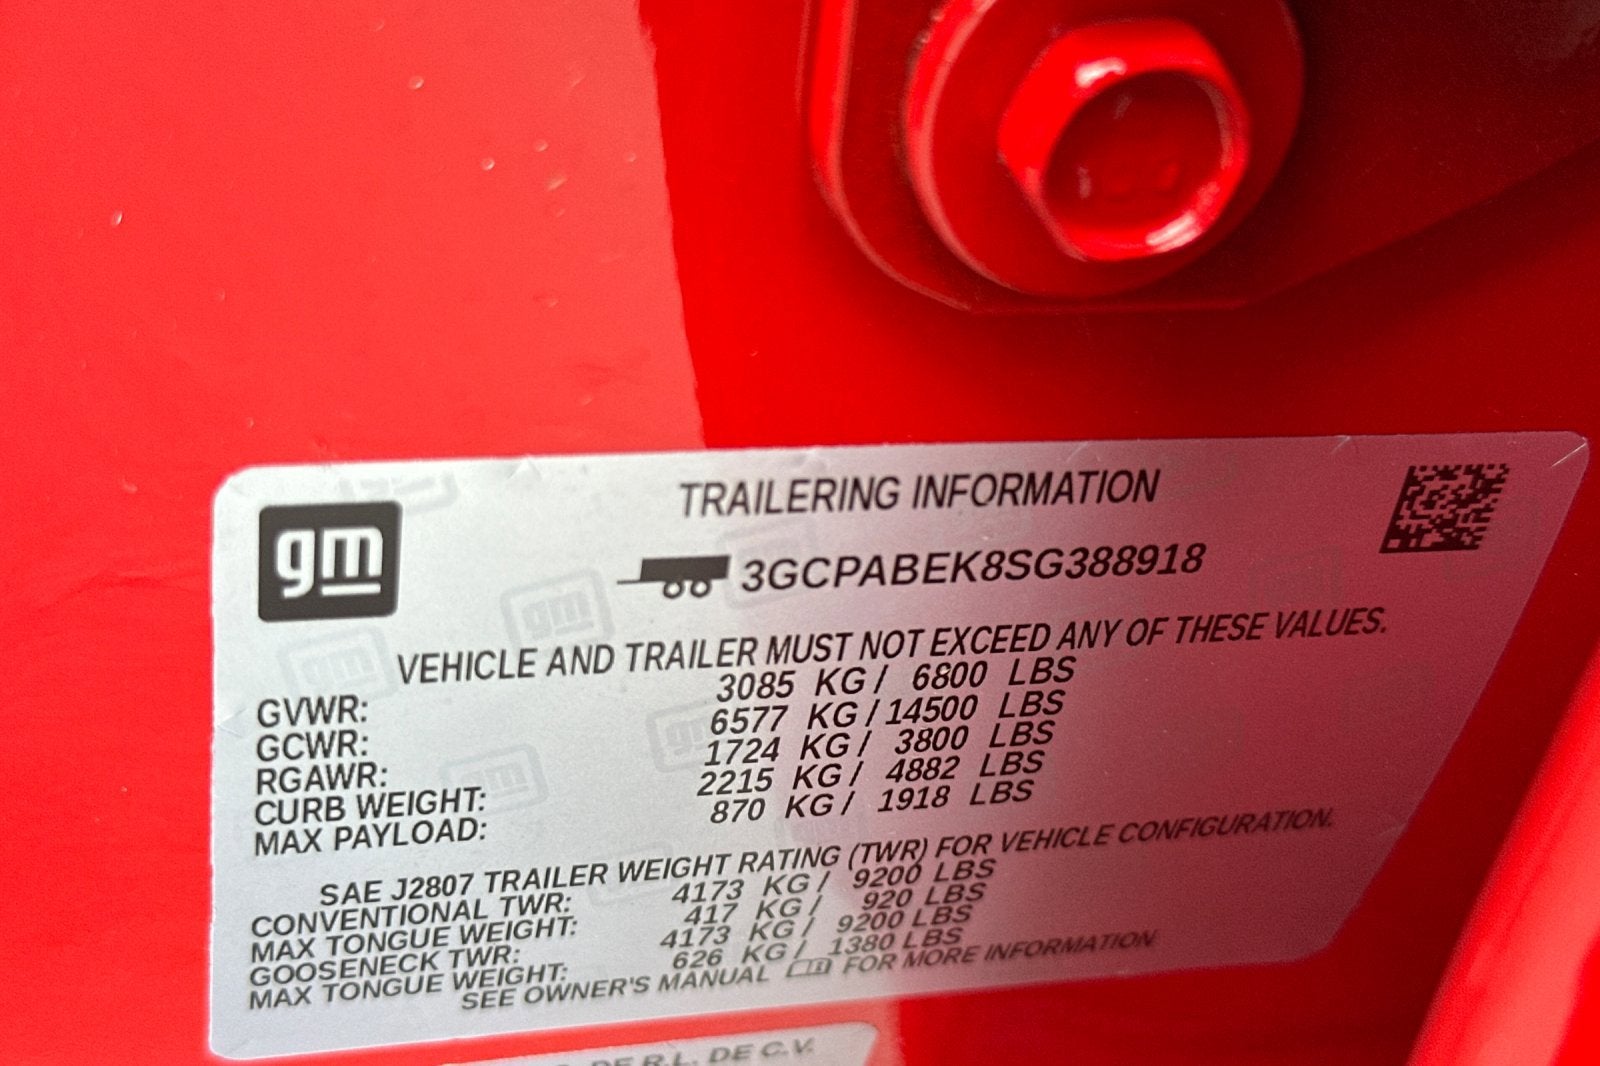 gm
TRAILERING INFORMATION
3GCPABEK8SG388918
VEHICLE AND TRAILER MUST NOT EXCEED ANY OF THESE VALUES.
GVWR: 3085 KG / 6800 LBS
GCWR: 6577 KG / 14500 LBS
RGAWR: 1724 KG / 3800 LBS
CURB WEIGHT: 2215 KG / 4882 LBS
MAX PAYLOAD: 870 KG / 1918 LBS
SAE J2807 TRAILER WEIGHT RATING (TWR) FOR VEHICLE CONFIGURATION.
CONVENTIONAL TWR: 4173 KG / 9200 LBS
MAX TONGUE WEIGHT: 417 KG / 920 LBS
GOOSENECK TWR: 4173 KG / 9200 LBS
MAX TONGUE WEIGHT: 626 KG / 1380 LBS
SEE OWNER'S MANUAL FOR MORE INFORMATION
DE R.L. DE C.V.